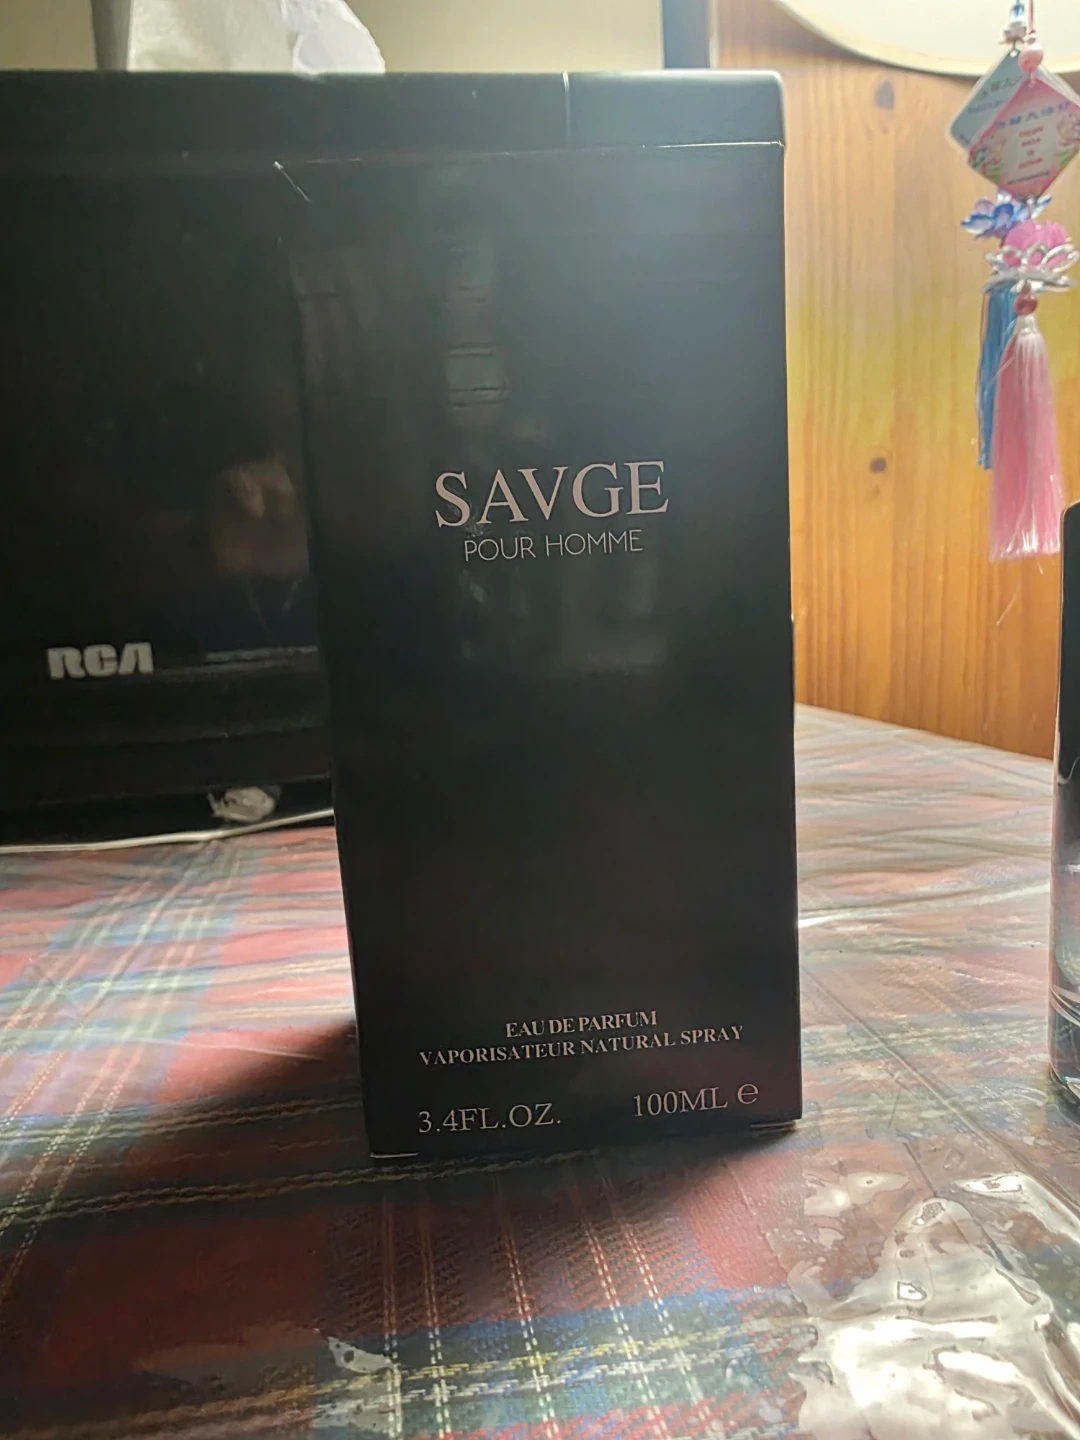 SAVGE
POUR HOMME
RCA
EAU DE PARFUM
VAPORISATEUR NATURAL SPRAY
3.4FL.OZ. 100ML e